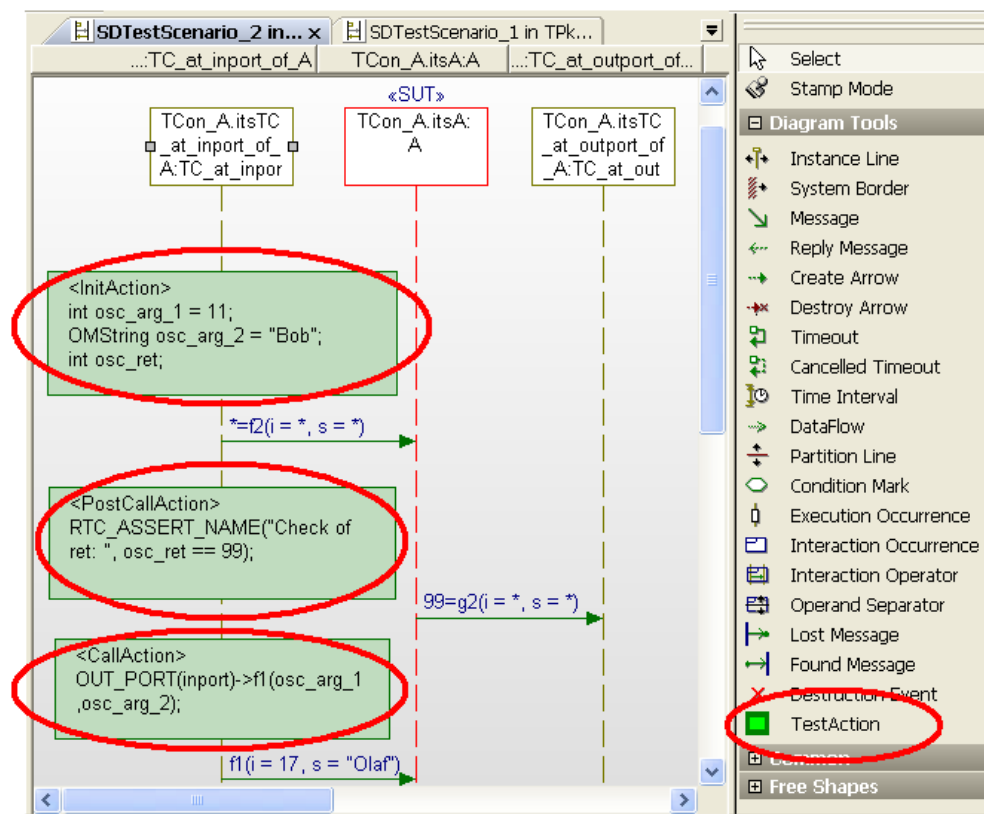 SDTestScenario_2 in... x
SDTestScenario_1 in TPk...
...:TC_at_inport_of_A
TCon_A.itsA:A
...:TC_at_outport_of...
«SUT»
TCon_A.itsTC
_at_inport_of_
A:TC_at_inpor
TCon_A.itsA:
A
TCon_A.itsTC
_at_outport_of
_A:TC_at_out
<InitAction>
int osc_arg_1 = 11;
OMString osc_arg_2 = "Bob";
int osc_ret;
*=f2(i = *, s = *)
<PostCallAction>
RTC_ASSERT_NAME("Check of
ret: ", osc_ret == 99);
99=g2(i = *, s = *)
<CallAction>
OUT_PORT(inport)->f1(osc_arg_1
,osc_arg_2);
f1(i = 17, s = "Olaf")
Select
Stamp Mode
Diagram Tools
Instance Line
System Border
Message
Reply Message
Create Arrow
Destroy Arrow
Timeout
Cancelled Timeout
Time Interval
DataFlow
Partition Line
Condition Mark
Execution Occurrence
Interaction Occurrence
Interaction Operator
Operand Separator
Lost Message
Found Message
Destruction Event
TestAction
Common
Free Shapes